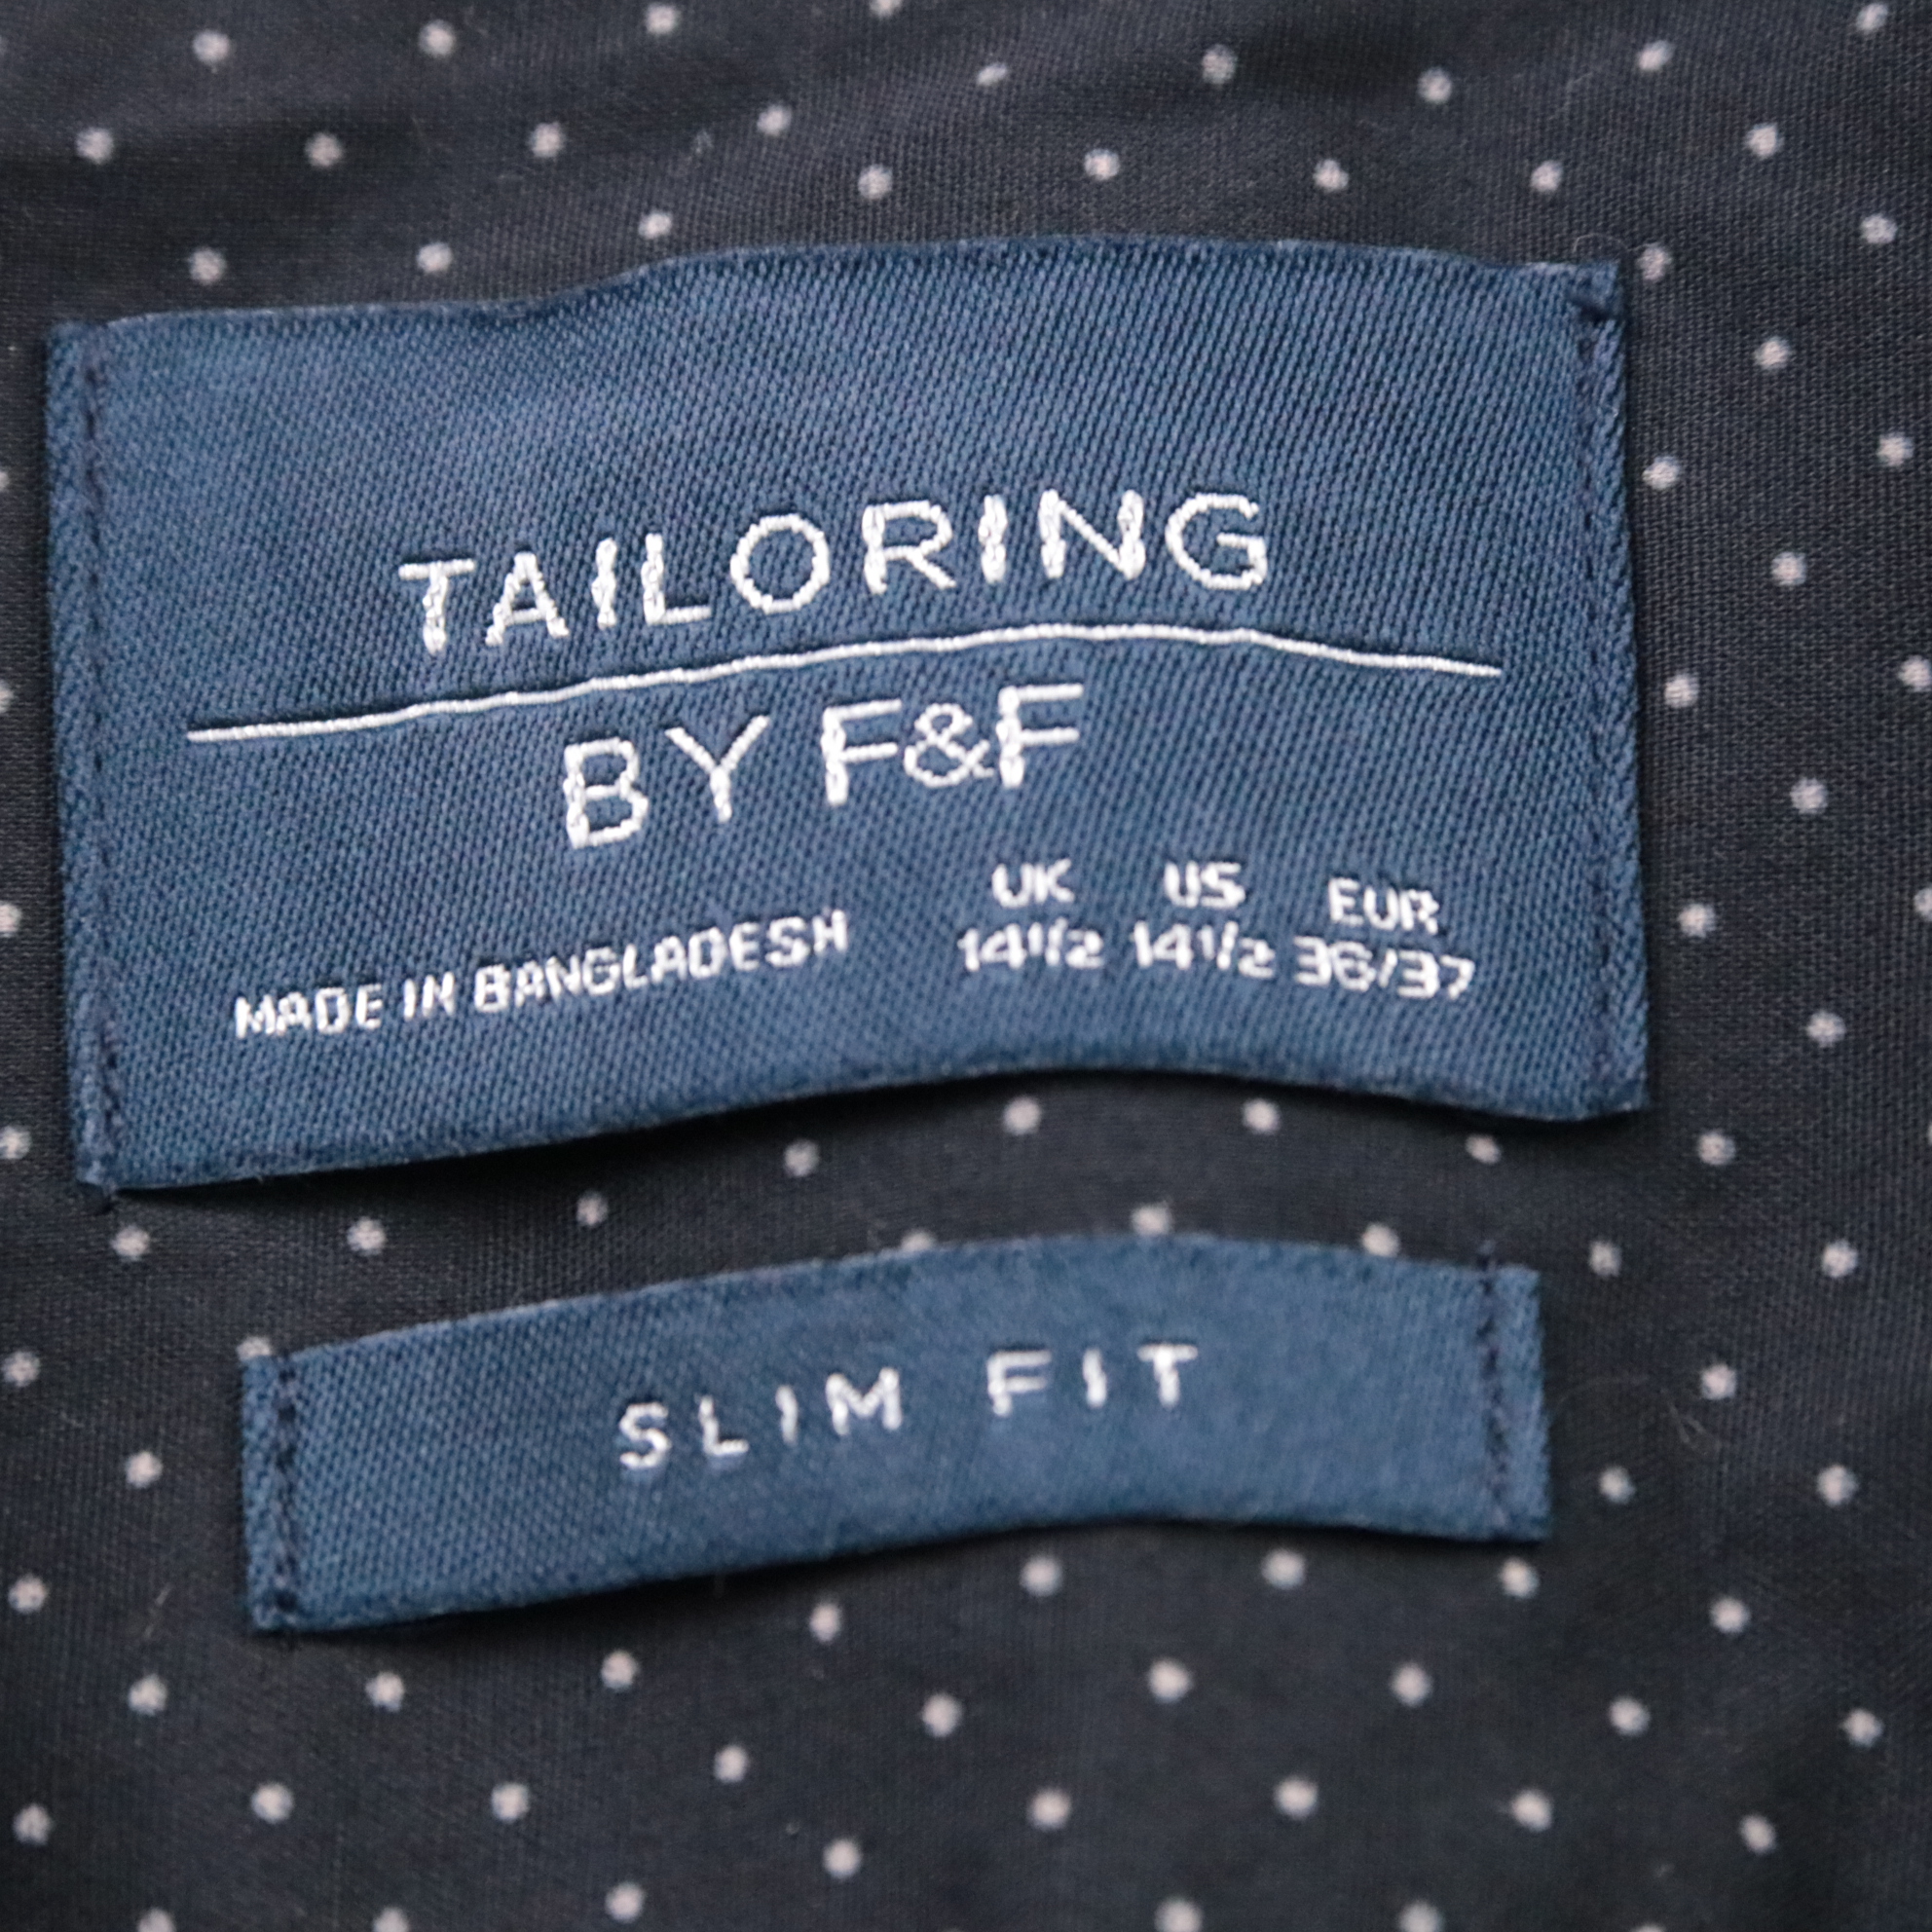 TAILORING
BY F&F
UK US EUR
MADE IN BANGLADESH 14½ 14½ 36/37
SLIM FIT